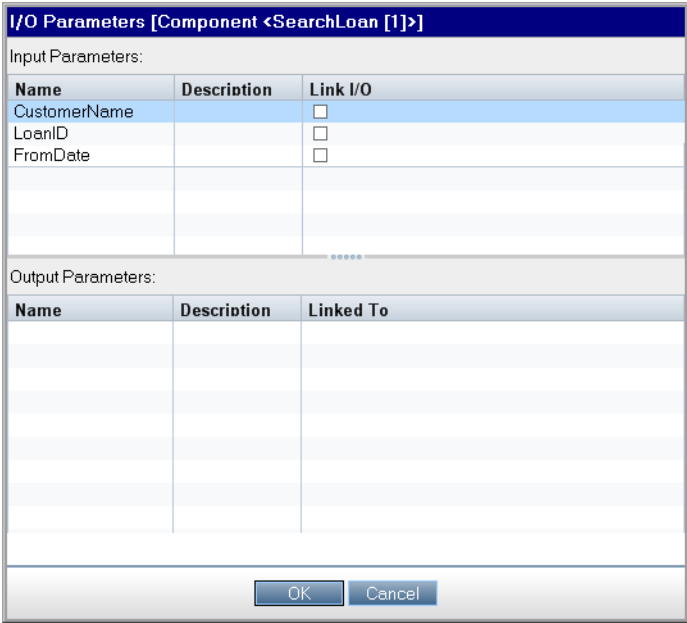 I/O Parameters [Component <SearchLoan [1]>]
Input Parameters:
Name Description Link I/O
CustomerName
LoanID
FromDate
Output Parameters:
Name Description Linked To
OK Cancel